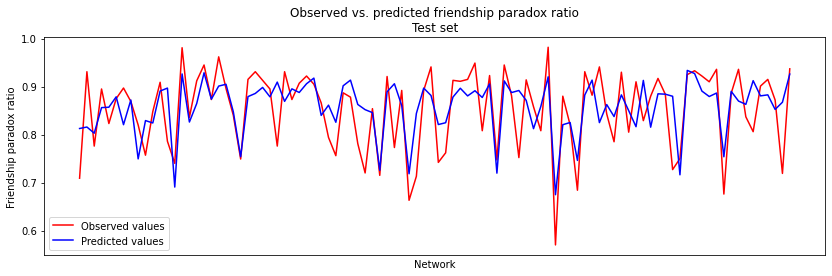 Observed vs. predicted friendship paradox ratio
Test set
1.0
0.9
0.8
0.7
0.6
Friendship paradox ratio
Observed values
Predicted values
Network